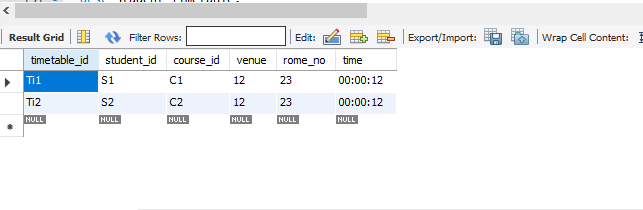 Result Grid Filter Rows: Edit: Export/Import: Wrap Cell Content:
timetable_id student_id course_id venue rome_no time
Ti1 S1 C1 12 23 00:00:12
Ti2 S2 C2 12 23 00:00:12
NULL NULL NULL NULL NULL NULL